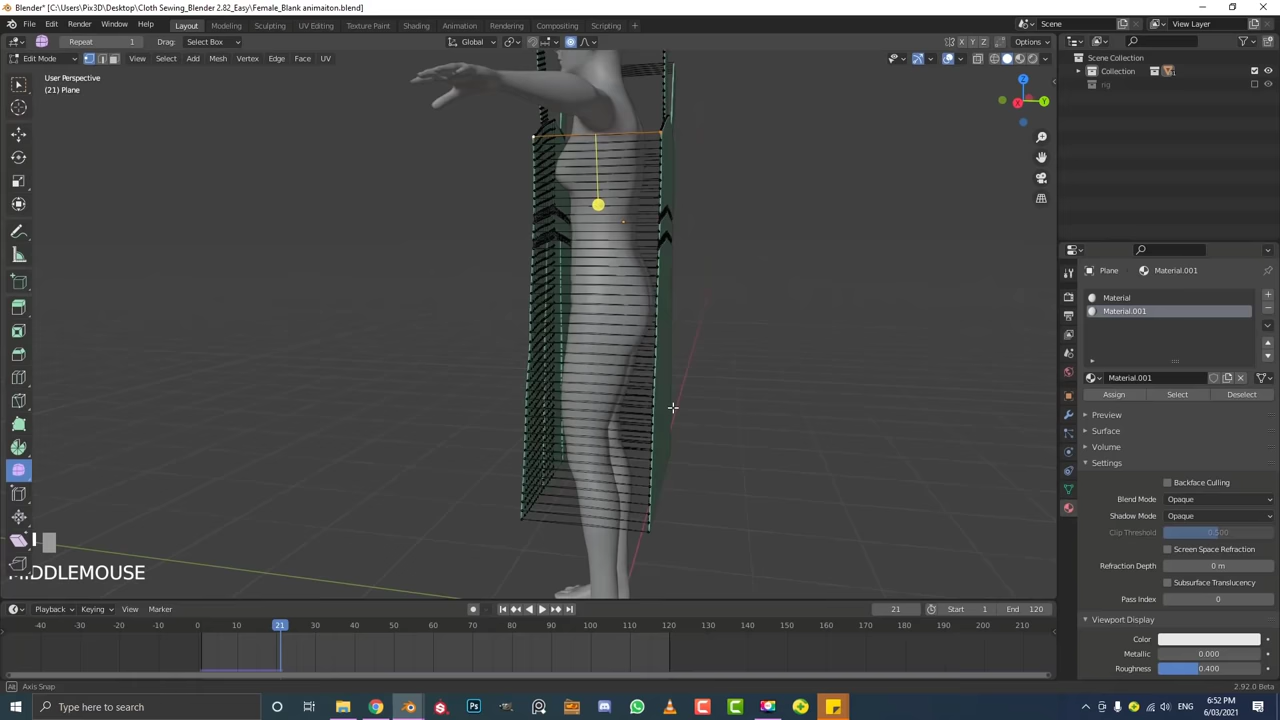 Blender* [C:\Users\Pix3D\Desktop\Cloth Sewing_Blender 2.82_Easy\Female_Blank animaiton.blend]
File Edit Render Window Help Layout Modeling Sculpting UV Editing Texture Paint Shading Animation Rendering Compositing Scripting Scene View Layer
Repeat 1 Drag: Select Box Global X Y Z Options
Edit Mode View Select Add Mesh Vertex Edge Face UV
User Perspective
(21) Plane
Scene Collection
Collection
rig
Z
Y
X
Plane Material.001
Material
Material.001
Material.001
Assign Select Deselect
Preview
Surface
Volume
Settings
Backface Culling
Blend Mode Opaque
Shadow Mode Opaque
Clip Threshold 0.500
Screen Space Refraction
Refraction Depth 0 m
Subsurface Translucency
Pass Index 0
Viewport Display
Color
Metallic 0.000
Roughness 0.400
MIDDLEMOUSE
Playback Keying View Marker 21 Start 1 End 120
-40 -30 -20 -10 0 10 21 30 40 50 60 70 80 90 100 110 120 130 140 150 160 170 180 190 200 210
Axis Snap 2.92.0 Beta
Type here to search
ENG
6:52 PM
6/03/2021